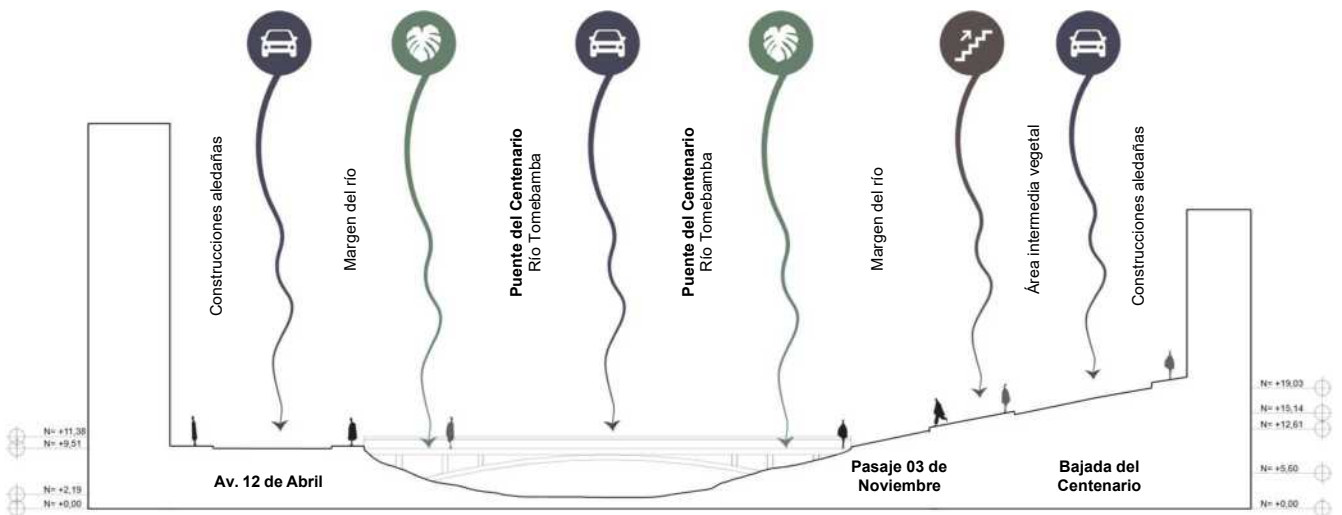 Construcciones aledañas
Margen del río
Puente del Centenario
Río Tomebamba
Puente del Centenario
Río Tomebamba
Margen del río
Área intermedia vegetal
Construcciones aledañas
N= +11,38
N= +9,51
N= +2,19
N= +0,00
Av. 12 de Abril
Pasaje 03 de
Noviembre
Bajada del
Centenario
N= +19,03
N= +15,14
N= +12,61
N= +5,60
N= +0,00